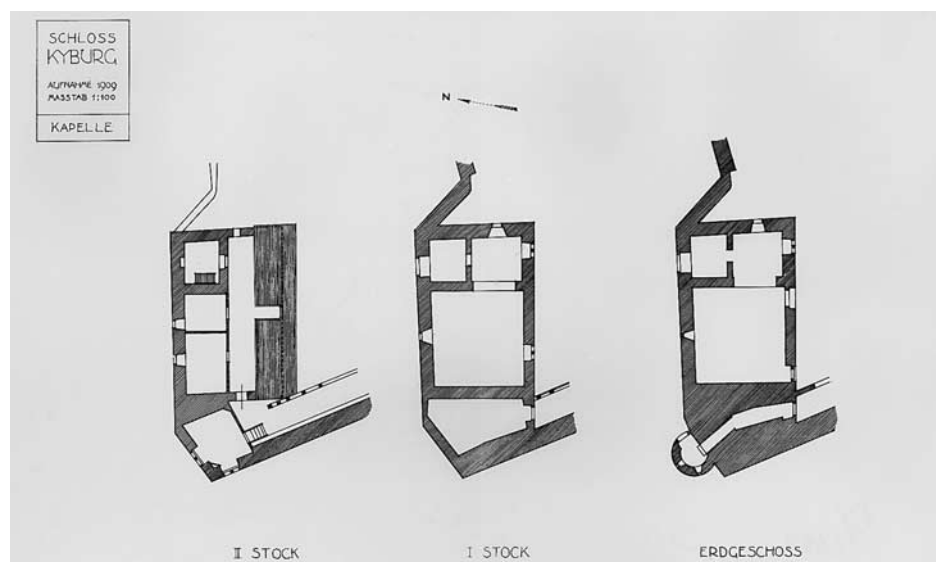 SCHLOSS
KYBURG
AUFNAHME 1909
MASSTAB 1:100
KAPELLE
N
II STOCK
I STOCK
ERDGESCHOSS